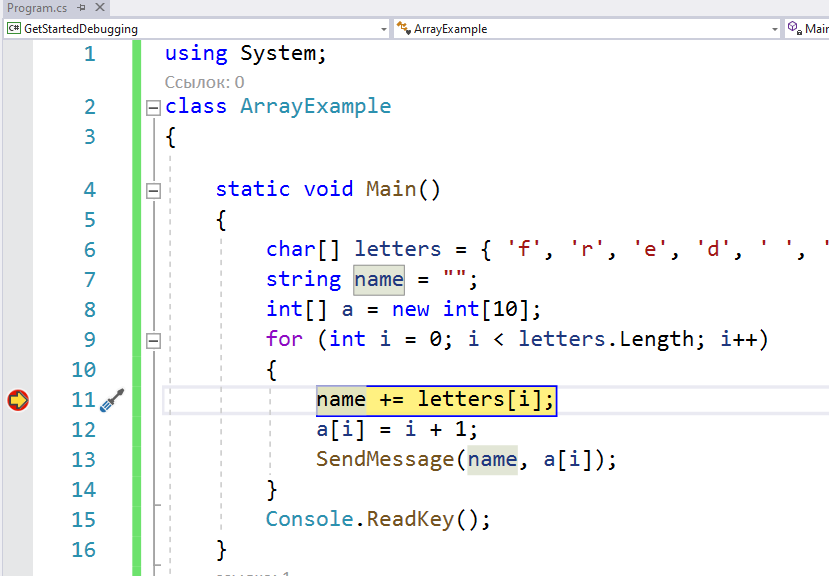 Program.cs
C# GetStartedDebugging ArrayExample Main
1 using System;
Ссылок: 0
2 class ArrayExample
3 {
4 static void Main()
5 {
6 char[] letters = { 'f', 'r', 'e', 'd', ' ', '
7 string name = "";
8 int[] a = new int[10];
9 for (int i = 0; i < letters.Length; i++)
10 {
11 name += letters[i];
12 a[i] = i + 1;
13 SendMessage(name, a[i]);
14 }
15 Console.ReadKey();
16 }